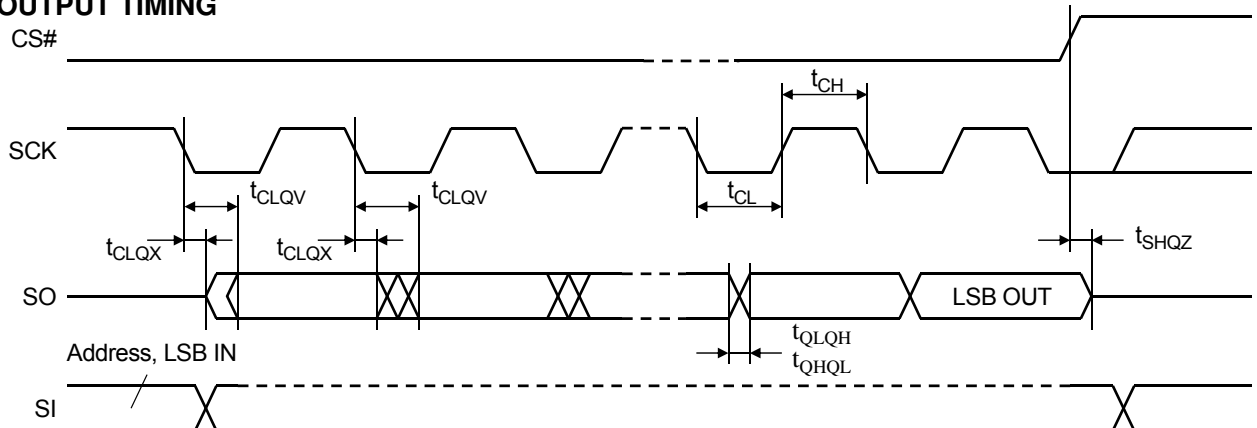 OUTPUT TIMING
CS#
tCH
SCK
tCLQV
tCLQV
tCL
tCLQX
tCLQX
tSHQZ
SO
LSB OUT
tQLQH
tQHQL
Address, LSB IN
SI